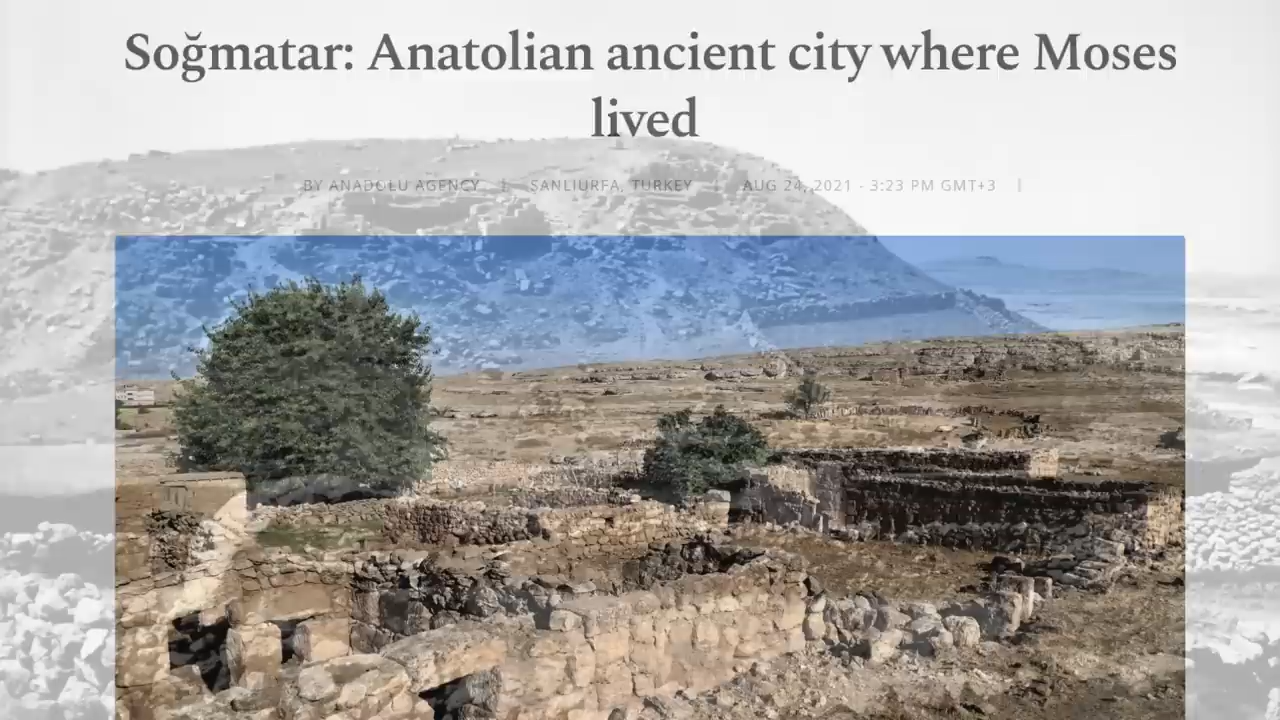 Soğmatar: Anatolian ancient city where Moses
lived
BY ANADOLU AGENCY | ŞANLIURFA, TURKEY | AUG 24, 2021 - 3:23 PM GMT+3 |